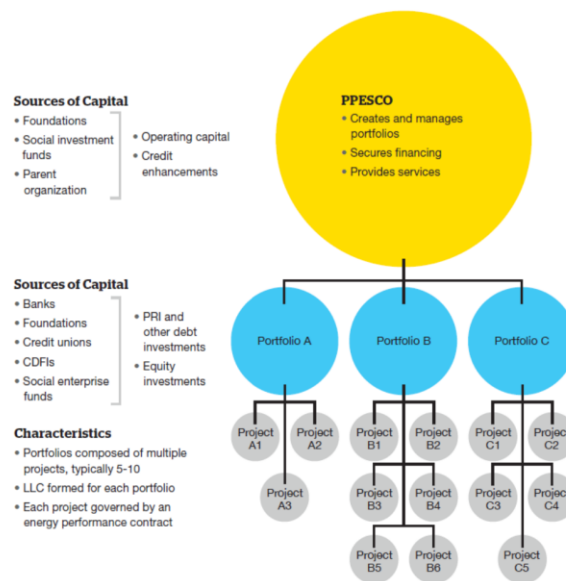 Sources of Capital
• Foundations
• Social investment
funds
• Parent
organization
• Operating capital
• Credit
enhancements
PPESCO
• Creates and manages
portfolios
• Secures financing
• Provides services
Sources of Capital
• Banks
• Foundations
• Credit unions
• CDFIs
• Social enterprise
funds
• PRI and
other debt
investments
• Equity
investments
Portfolio A
Portfolio B
Portfolio C
Characteristics
• Portfolios composed of multiple
projects, typically 5-10
• LLC formed for each portfolio
• Each project governed by an
energy performance contract
Project
A1
Project
A2
Project
A3
Project
B1
Project
B2
Project
B3
Project
B4
Project
B5
Project
B6
Project
C1
Project
C2
Project
C3
Project
C4
Project
C5